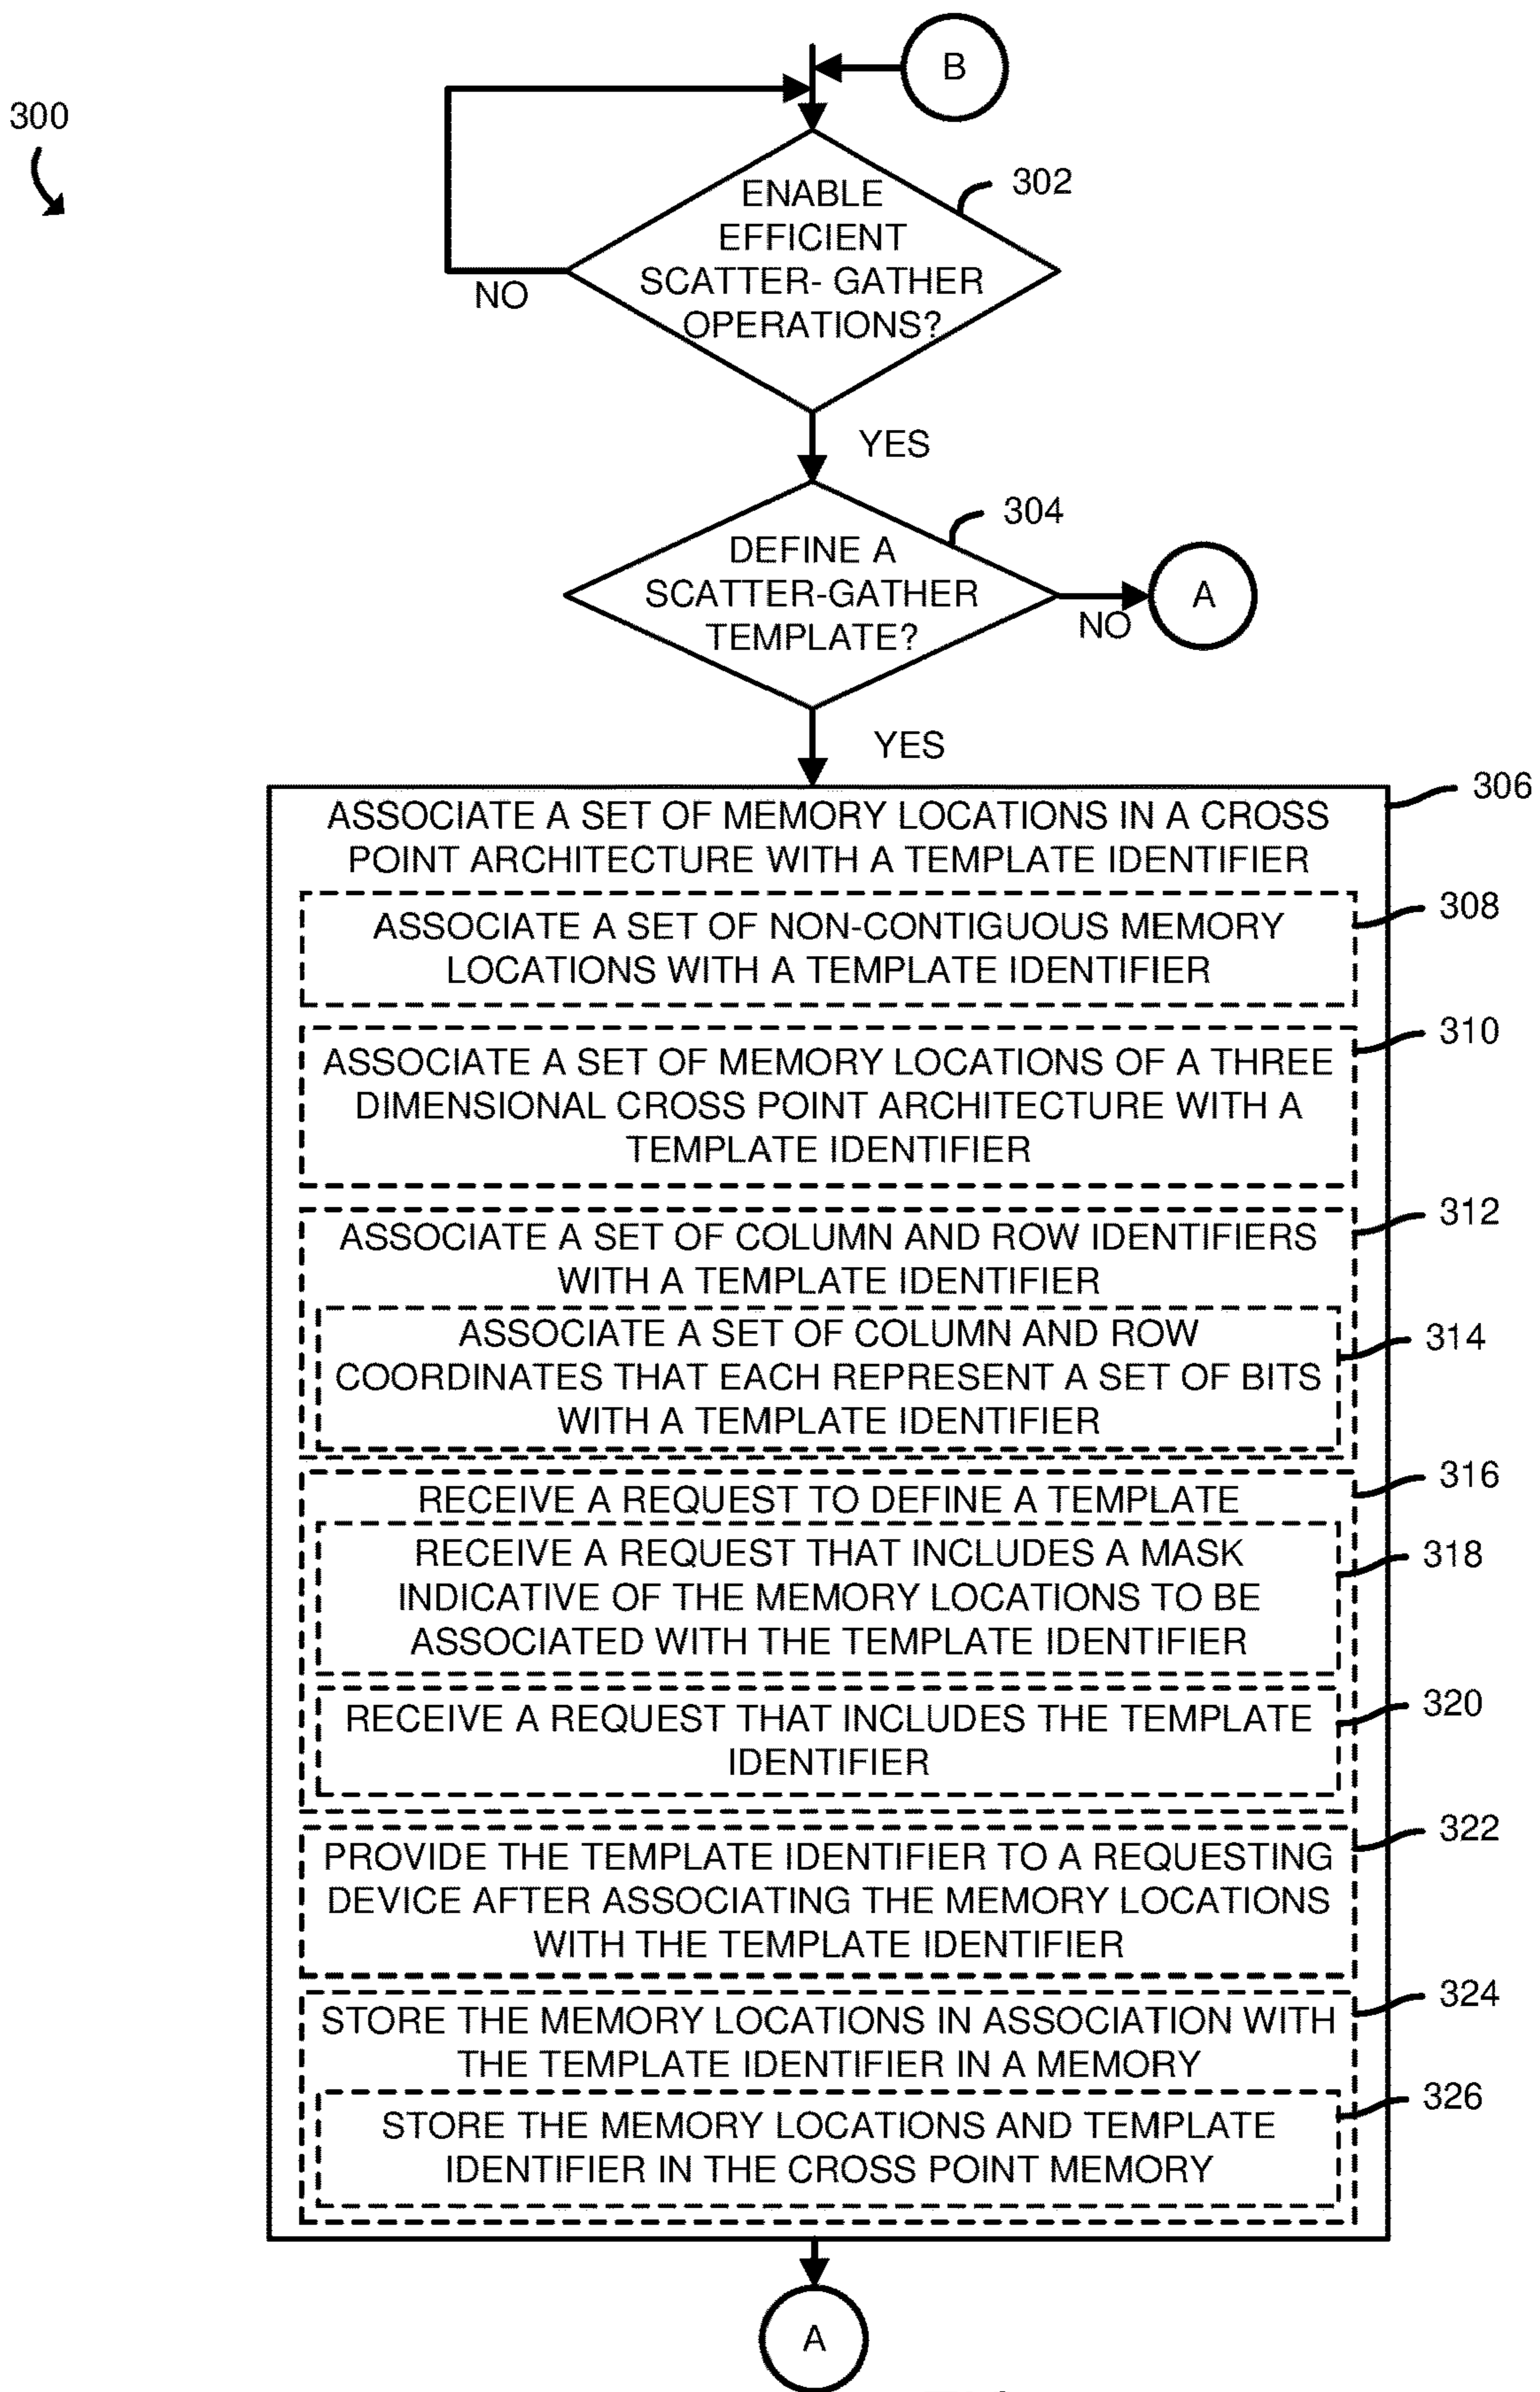 B
300
302
ENABLE
EFFICIENT
SCATTER- GATHER
OPERATIONS?
NO
YES
304
DEFINE A
SCATTER-GATHER
TEMPLATE?
A
NO
YES
306
ASSOCIATE A SET OF MEMORY LOCATIONS IN A CROSS
POINT ARCHITECTURE WITH A TEMPLATE IDENTIFIER
308
ASSOCIATE A SET OF NON-CONTIGUOUS MEMORY
LOCATIONS WITH A TEMPLATE IDENTIFIER
310
ASSOCIATE A SET OF MEMORY LOCATIONS OF A THREE
DIMENSIONAL CROSS POINT ARCHITECTURE WITH A
TEMPLATE IDENTIFIER
312
ASSOCIATE A SET OF COLUMN AND ROW IDENTIFIERS
WITH A TEMPLATE IDENTIFIER
314
ASSOCIATE A SET OF COLUMN AND ROW
COORDINATES THAT EACH REPRESENT A SET OF BITS
WITH A TEMPLATE IDENTIFIER
316
RECEIVE A REQUEST TO DEFINE A TEMPLATE
318
RECEIVE A REQUEST THAT INCLUDES A MASK
INDICATIVE OF THE MEMORY LOCATIONS TO BE
ASSOCIATED WITH THE TEMPLATE IDENTIFIER
320
RECEIVE A REQUEST THAT INCLUDES THE TEMPLATE
IDENTIFIER
322
PROVIDE THE TEMPLATE IDENTIFIER TO A REQUESTING
DEVICE AFTER ASSOCIATING THE MEMORY LOCATIONS
WITH THE TEMPLATE IDENTIFIER
324
STORE THE MEMORY LOCATIONS IN ASSOCIATION WITH
THE TEMPLATE IDENTIFIER IN A MEMORY
326
STORE THE MEMORY LOCATIONS AND TEMPLATE
IDENTIFIER IN THE CROSS POINT MEMORY
A